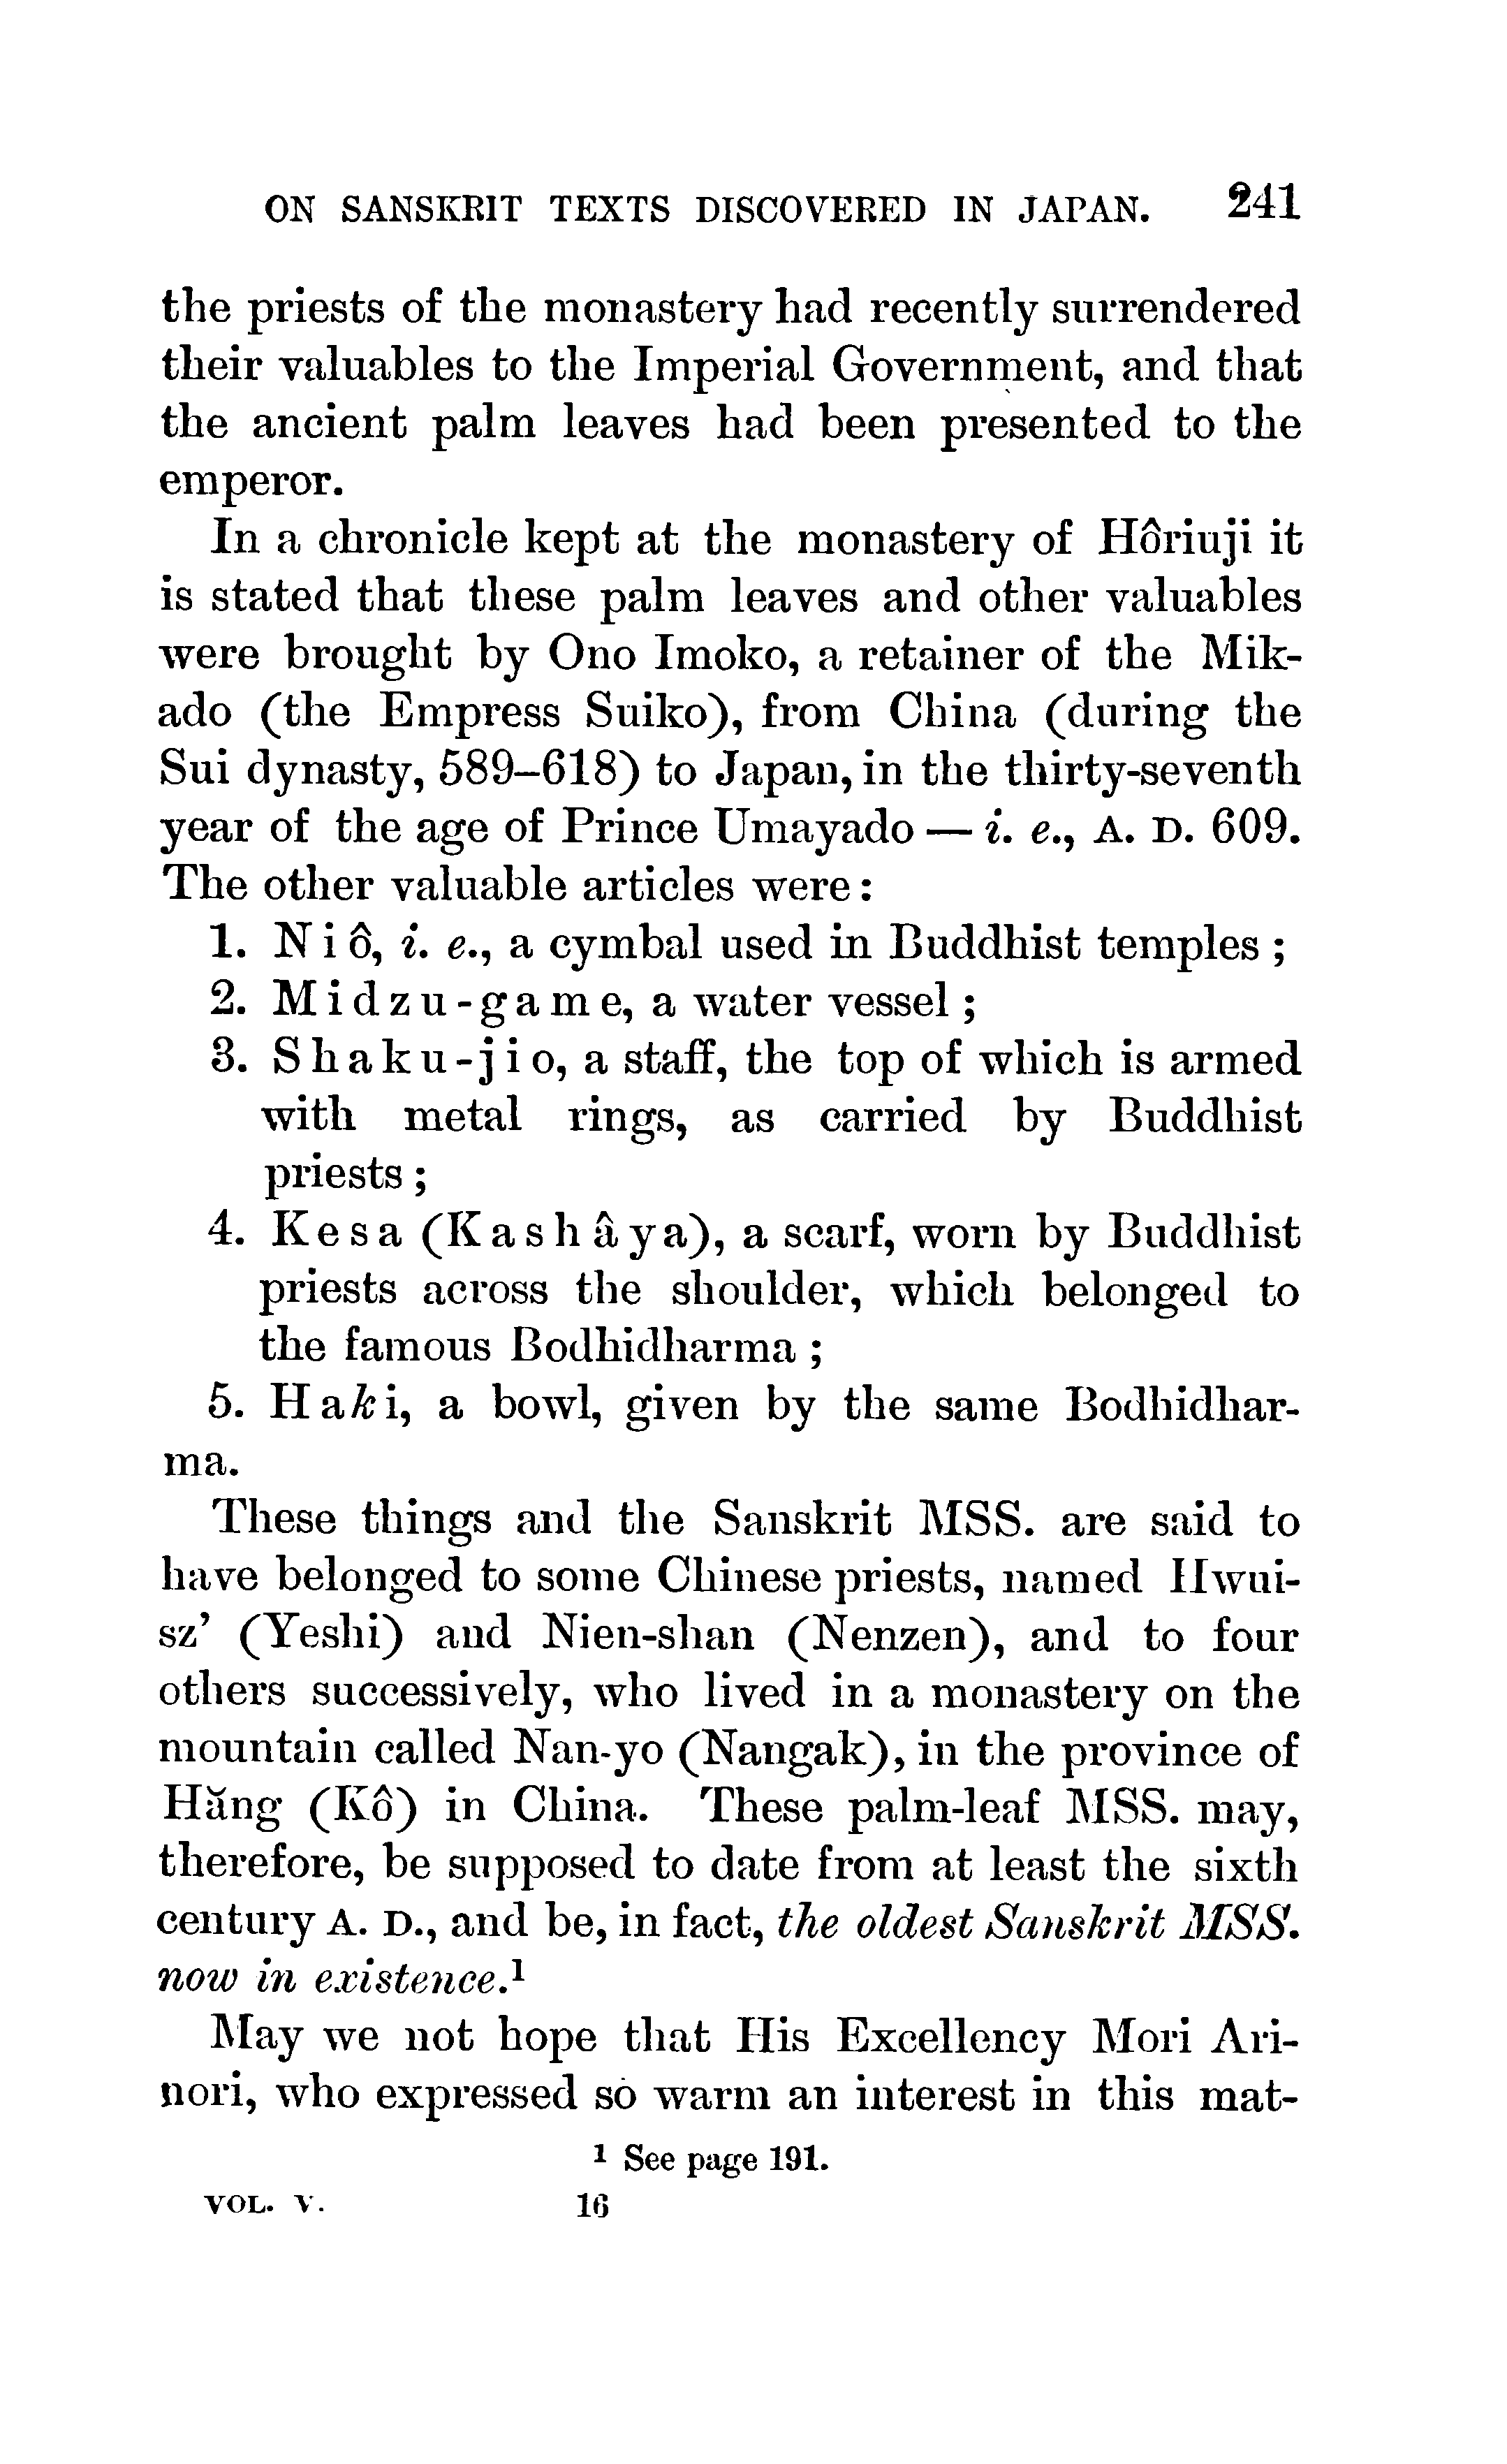 ON SANSKRIT TEXTS DISCOVERED IN JAPAN. 241
the priests of the monastery had recently surrendered
their valuables to the Imperial Government, and that
the ancient palm leaves had been presented to the
emperor.
In a chronicle kept at the monastery of Hôriuji it
is stated that these palm leaves and other valuables
were brought by Ono Imoko, a retainer of the Mik-
ado (the Empress Suiko), from China (during the
Sui dynasty, 589–618) to Japan, in the thirty-seventh
year of the age of Prince Umayado — i. e., A. D. 609.
The other valuable articles were:
1. Niô, i. e., a cymbal used in Buddhist temples;
2. Midzu-game, a water vessel;
3. Shaku-jio, a staff, the top of which is armed
with metal rings, as carried by Buddhist
priests;
4. Kesa (Kashâya), a scarf, worn by Buddhist
priests across the shoulder, which belonged to
the famous Bodhidharma;
5. Haki, a bowl, given by the same Bodhidhar-
ma.
These things and the Sanskrit MSS. are said to
have belonged to some Chinese priests, named Hwui-
sz’ (Yeshi) and Nien-shan (Nenzen), and to four
others successively, who lived in a monastery on the
mountain called Nan-yo (Nangak), in the province of
Hăng (Kô) in China. These palm-leaf MSS. may,
therefore, be supposed to date from at least the sixth
century A. D., and be, in fact, the oldest Sanskrit MSS.
now in existence.¹
May we not hope that His Excellency Mori Ari-
nori, who expressed so warm an interest in this mat-
¹ See page 191.
VOL. V. 16